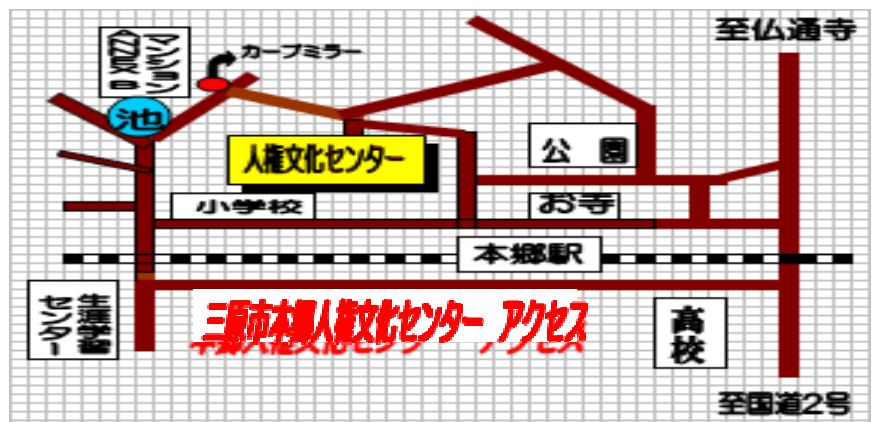 至仏通寺
マンション
カーブミラー
池
人権文化センター
公園
小学校
お寺
本郷駅
生涯学習
センター
三原市本郷人権文化センター アクセス
高校
至国道2号